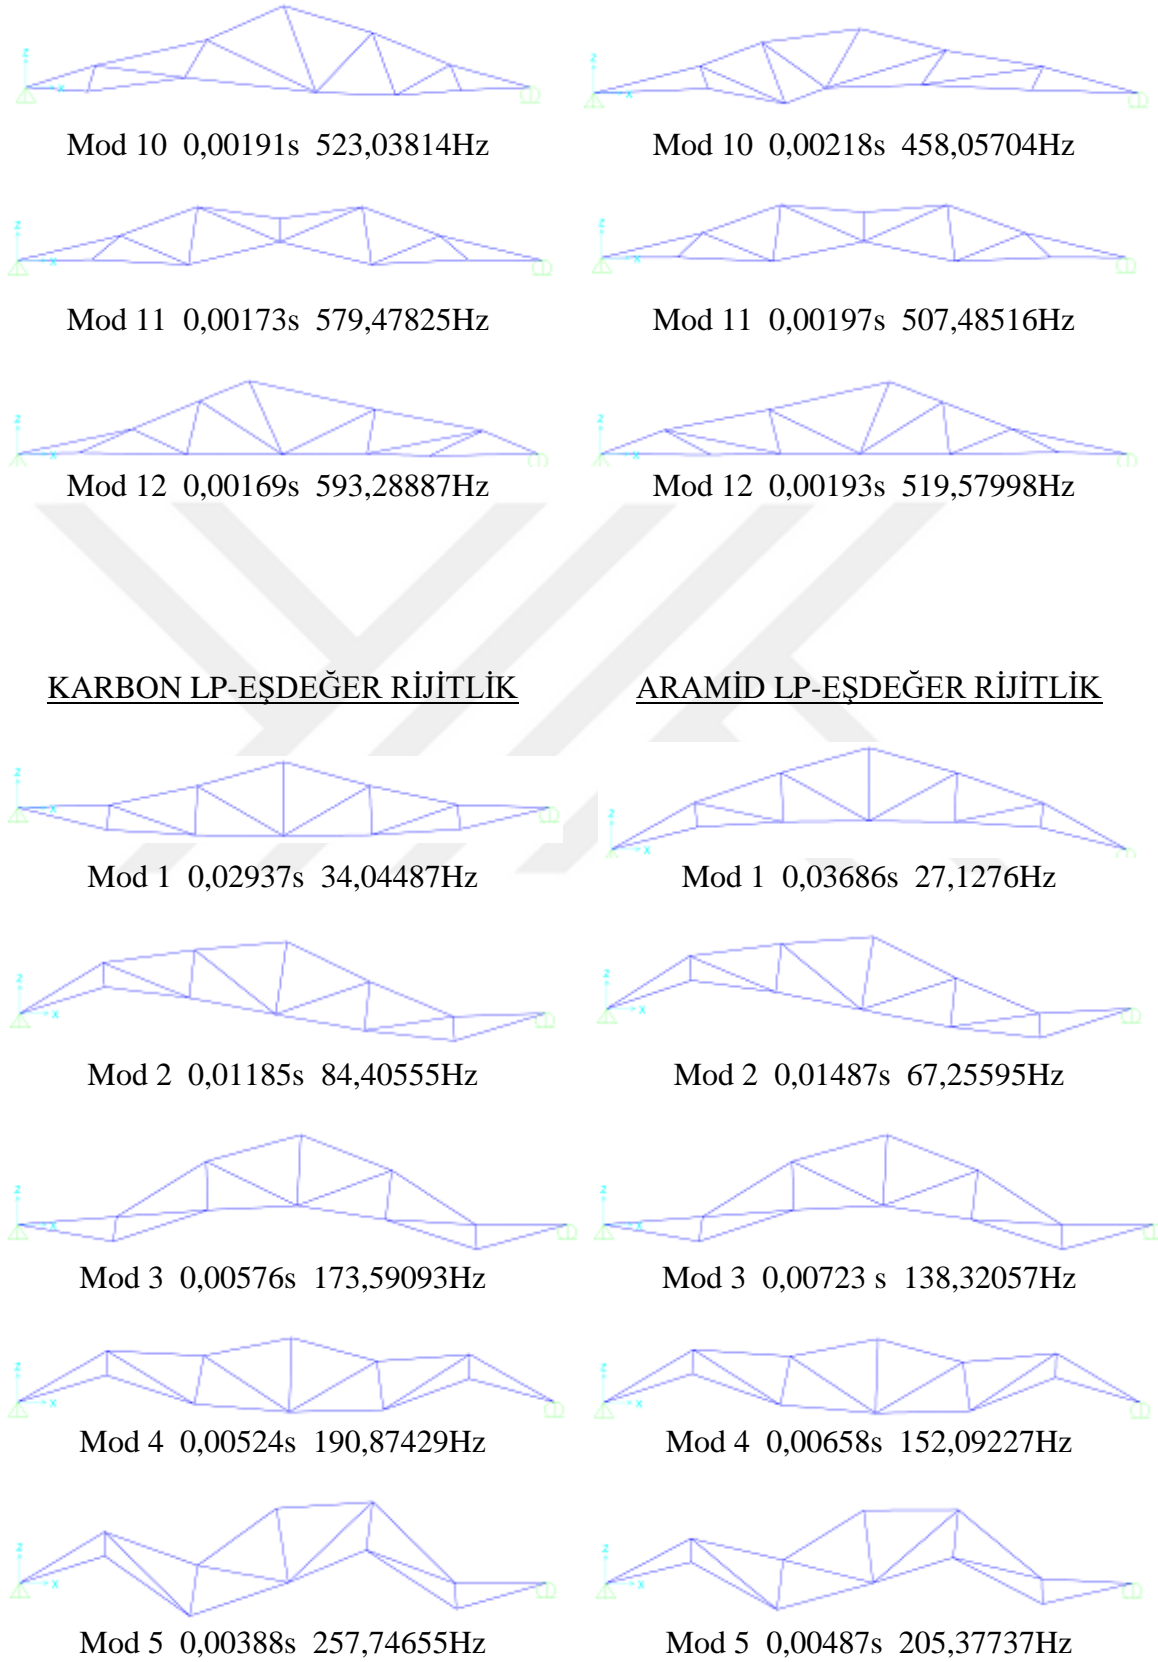 Mod 10 0,00191s 523,03814Hz
Mod 10 0,00218s 458,05704Hz
Mod 11 0,00173s 579,47825Hz
Mod 11 0,00197s 507,48516Hz
Mod 12 0,00169s 593,28887Hz
Mod 12 0,00193s 519,57998Hz
KARBON LP-EŞDEĞER RİJİTLİK
ARAMİD LP-EŞDEĞER RİJİTLİK
Mod 1 0,02937s 34,04487Hz
Mod 1 0,03686s 27,1276Hz
Mod 2 0,01185s 84,40555Hz
Mod 2 0,01487s 67,25595Hz
Mod 3 0,00576s 173,59093Hz
Mod 3 0,00723 s 138,32057Hz
Mod 4 0,00524s 190,87429Hz
Mod 4 0,00658s 152,09227Hz
Mod 5 0,00388s 257,74655Hz
Mod 5 0,00487s 205,37737Hz